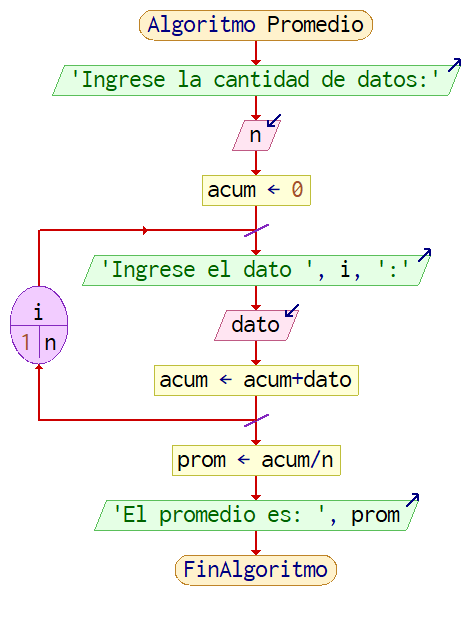 Algoritmo Promedio
'Ingrese la cantidad de datos:'
n
acum ← 0
'Ingrese el dato ', i, ':'
i
1 n
dato
acum ← acum+dato
prom ← acum/n
'El promedio es: ', prom
FinAlgoritmo